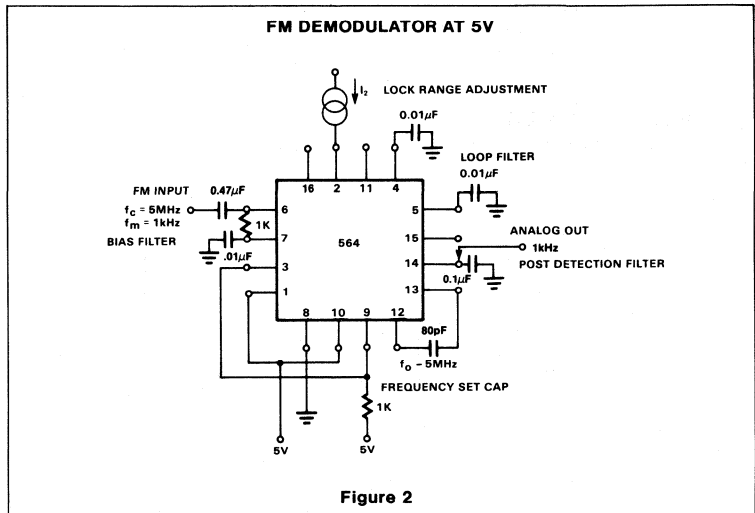 FM DEMODULATOR AT 5V
I₂ LOCK RANGE ADJUSTMENT
0.01µF
LOOP FILTER
0.01µF
16 2 11 4
FM INPUT 0.47µF
fc = 5MHz
fm = 1kHz
BIAS FILTER
.01µF
1K
6
7
3
1
564
5
15
14
13
ANALOG OUT
1kHz
POST DETECTION FILTER
0.1µF
8 10 9 12
80pF
fo – 5MHz
FREQUENCY SET CAP
1K
5V
5V
Figure 2